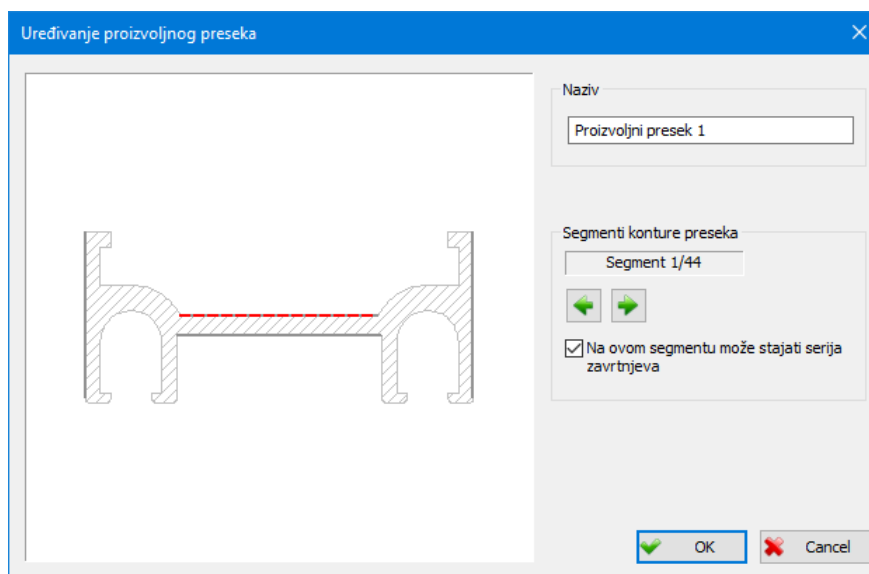 Uređivanje proizvoljnog preseka
Naziv
Proizvoljni presek 1
Segmenti konture preseka
Segment 1/44
Na ovom segmentu može stajati serija
zavrtnjeva
OK
Cancel